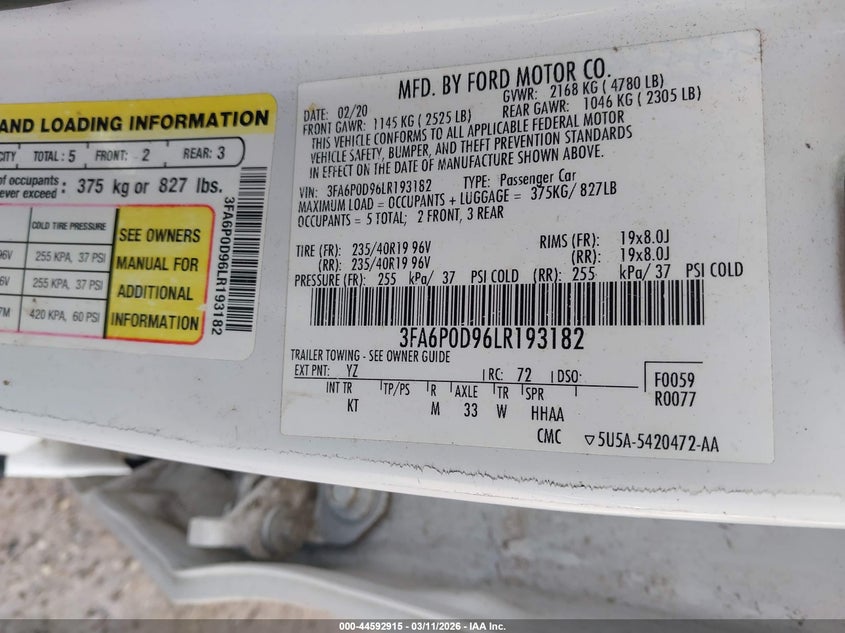 AND LOADING INFORMATION
CITY TOTAL: 5 FRONT: 2 REAR: 3
of occupants
ever exceed : 375 kg or 827 lbs.
COLD TIRE PRESSURE
96V 255 KPA, 37 PSI
6V 255 KPA, 37 PSI
7M 420 KPA, 60 PSI
SEE OWNERS
MANUAL FOR
ADDITIONAL
INFORMATION
3FA6P0D96LR193182
MFD. BY FORD MOTOR CO.
DATE: 02/20 GVWR: 2168 KG ( 4780 LB)
FRONT GAWR: 1145 KG ( 2525 LB) REAR GAWR: 1046 KG ( 2305 LB)
THIS VEHICLE CONFORMS TO ALL APPLICABLE FEDERAL MOTOR
VEHICLE SAFETY, BUMPER, AND THEFT PREVENTION STANDARDS
IN EFFECT ON THE DATE OF MANUFACTURE SHOWN ABOVE.
VIN: 3FA6P0D96LR193182 TYPE: Passenger Car
MAXIMUM LOAD = OCCUPANTS + LUGGAGE = 375KG/ 827LB
OCCUPANTS = 5 TOTAL; 2 FRONT, 3 REAR
TIRE (FR): 235/40R19 96V RIMS (FR): 19x8.0J
(RR): 235/40R19 96V (RR): 19x8.0J
PRESSURE (FR): 255 kPa/ 37 PSI COLD (RR): 255 kPa/ 37 PSI COLD
3FA6P0D96LR193182
TRAILER TOWING - SEE OWNER GUIDE
EXT PNT: YZ RC: 72 DSO:
INT TR TP/PS R AXLE TR SPR
KT M 33 W HHAA
F0059
R0077
CMC ▽5U5A-5420472-AA
000-44592915 - 03/11/2026 - IAA Inc.